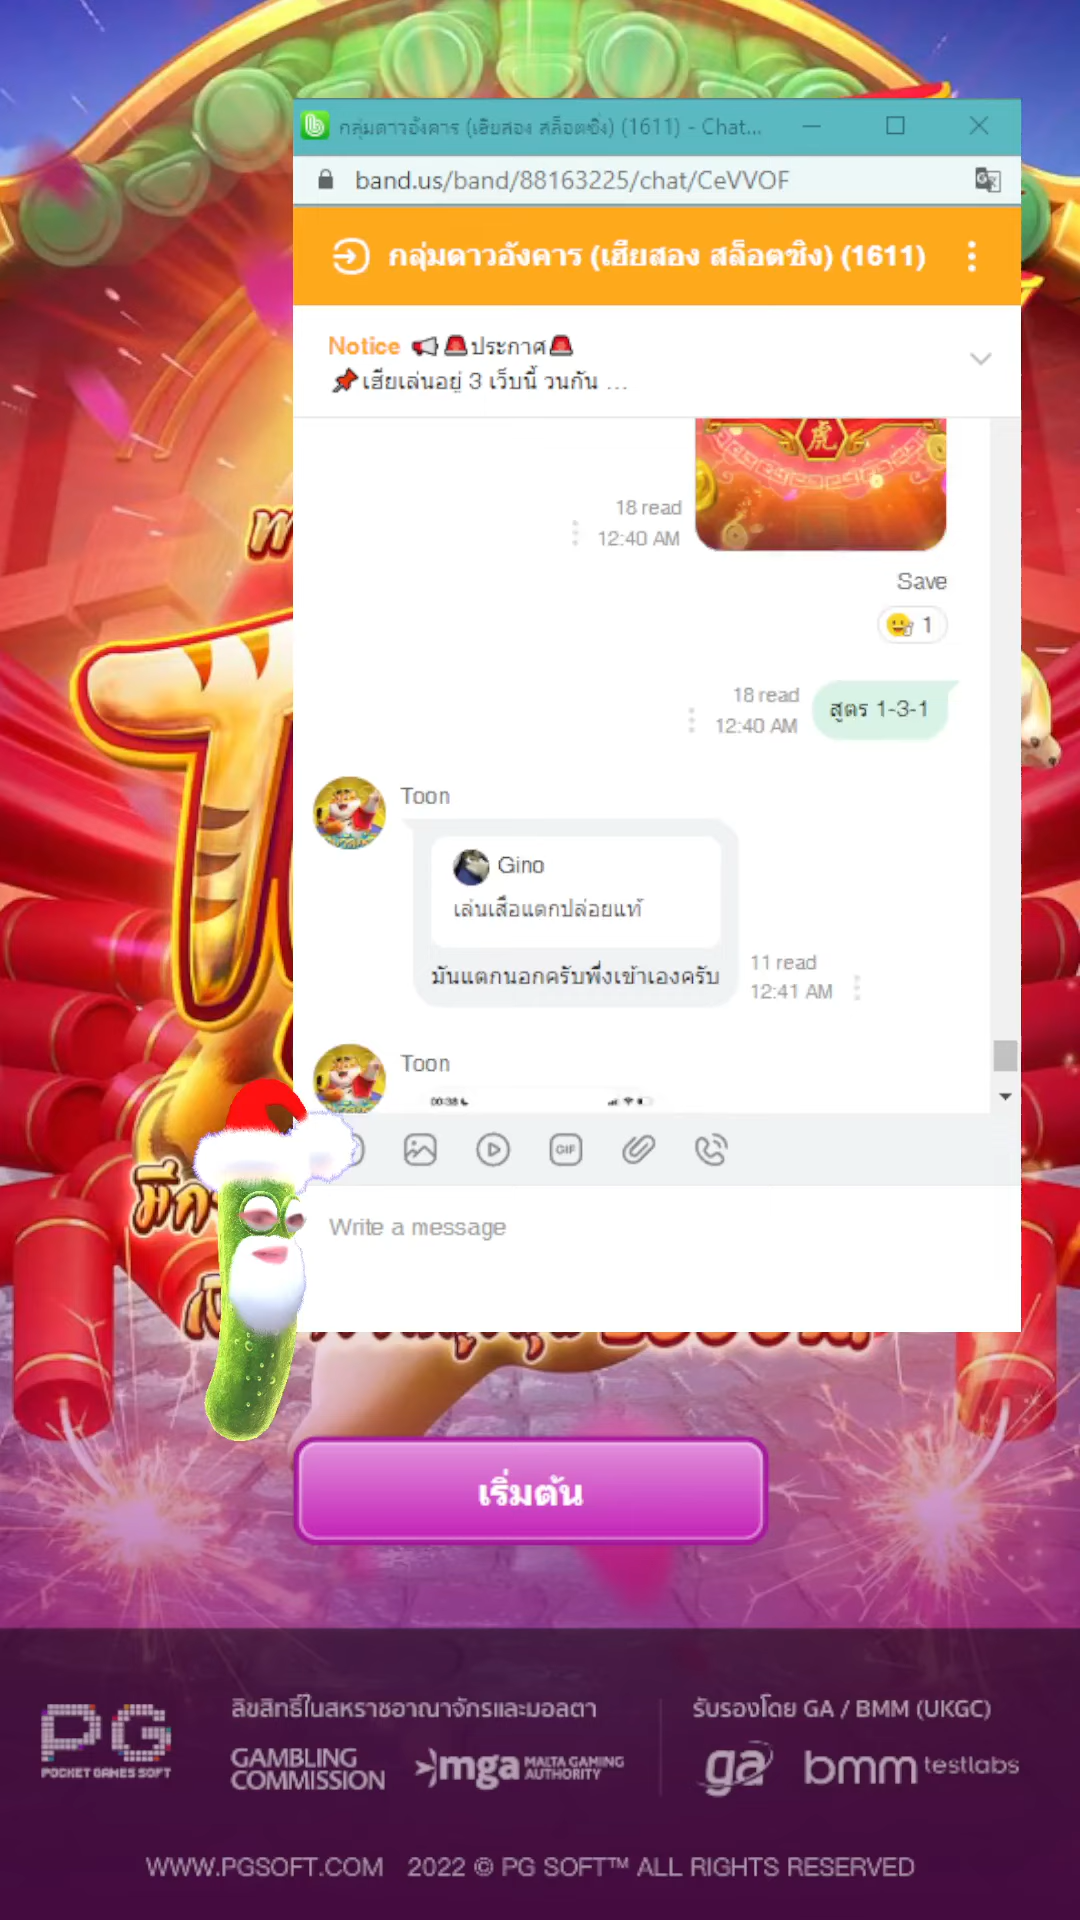 กลุ่มดาวอังคาร (เฮียสอง สล็อตซิ่ง) (1611) - Chat...
band.us/band/88163225/chat/CeVVOF
กลุ่มดาวอังคาร (เฮียสอง สล็อตซิ่ง) (1611)
Notice 📢🚨ประกาศ🚨
📌เฮียเล่นอยู่ 3 เว็บนี้ วนกัน ...
虎
18 read
12:40 AM
Save
1
18 read
12:40 AM
สูตร 1-3-1
Toon
Gino
เล่นเสือแตกปล่อยแท้
มันแตกนอกครับพึ่งเข้าเองครับ
11 read
12:41 AM
Toon
00:38
GIF
Write a message
เริ่มต้น
PG
POCKET GAMES SOFT
ลิขสิทธิ์ในสหราชอาณาจักรและมอลตา
GAMBLING
COMMISSION
mga MALTA GAMING
AUTHORITY
รับรองโดย GA / BMM (UKGC)
ga bmm testlabs
WWW.PGSOFT.COM 2022 © PG SOFT™ ALL RIGHTS RESERVED